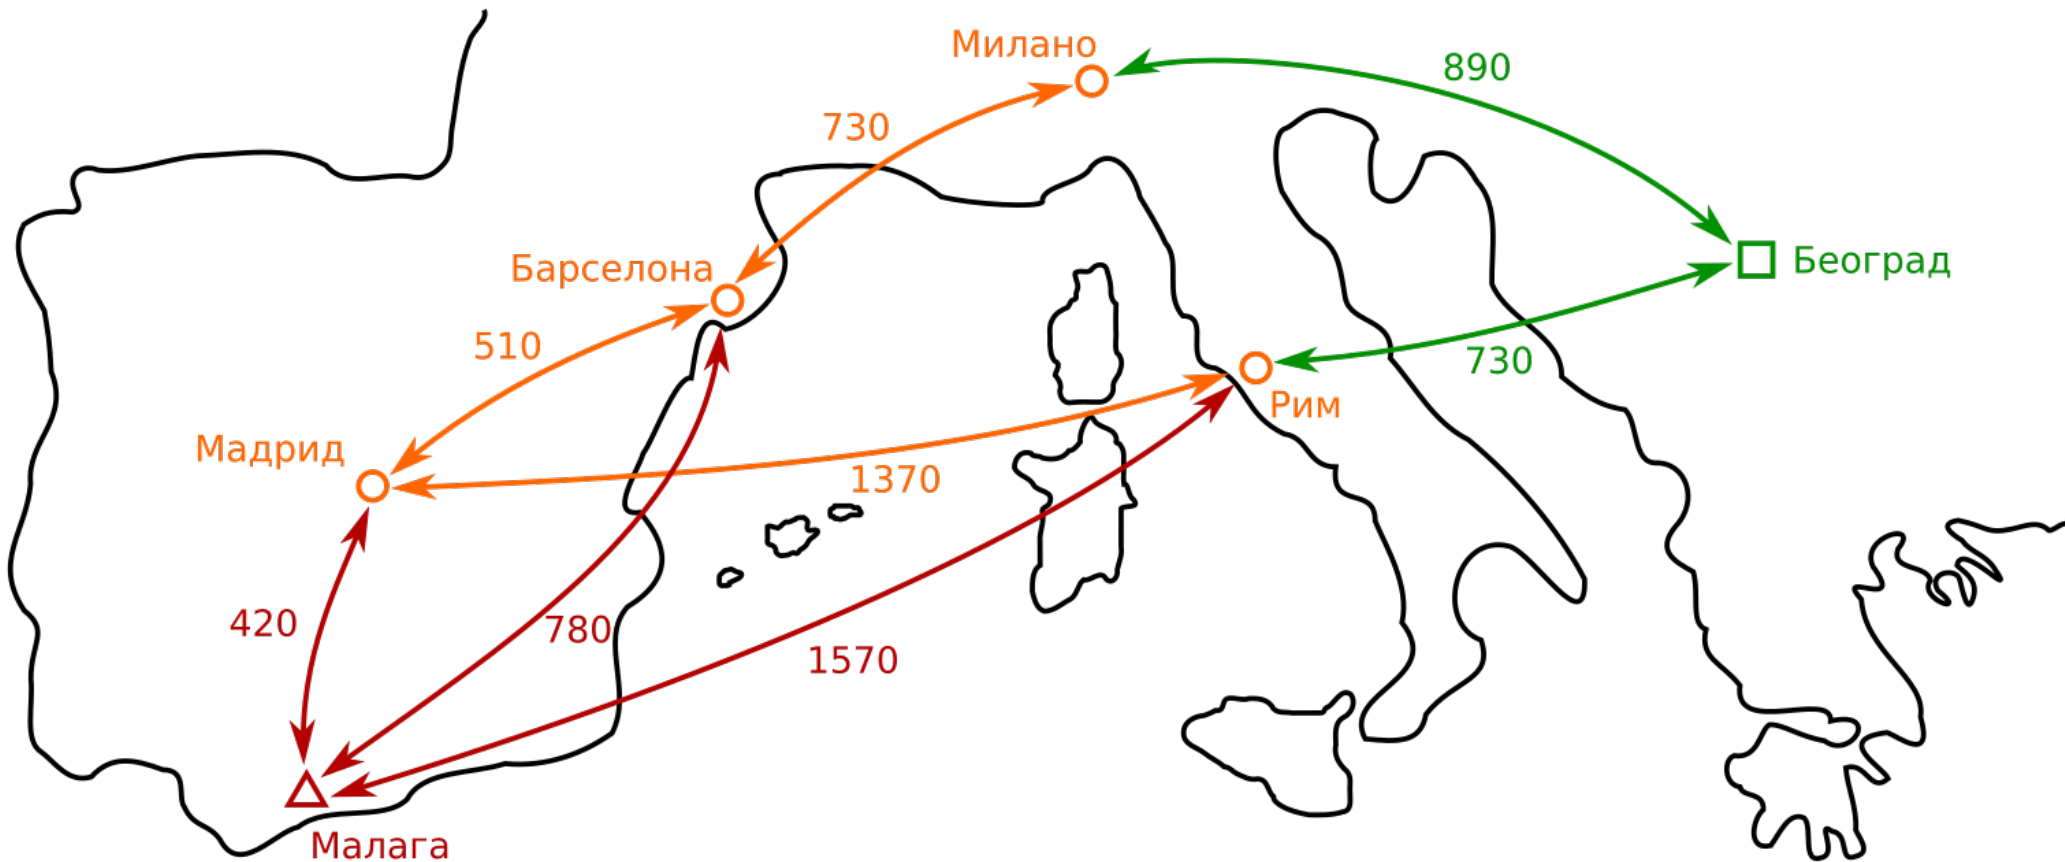 Милано
890
730
Београд
Барселона
510
730
Рим
Мадрид
1370
420
780
1570
Малага